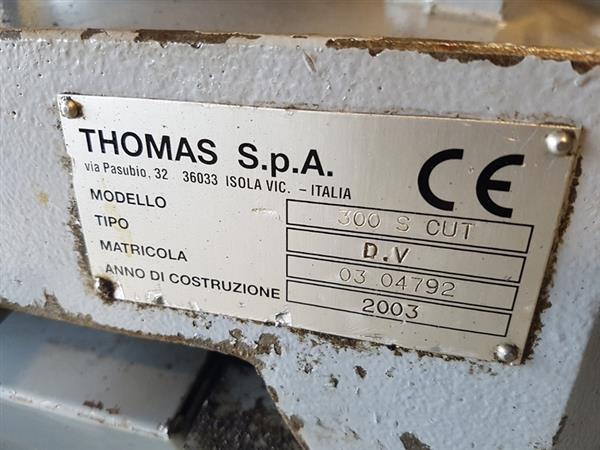 THOMAS S.p.A.
via Pasubio, 32 36033 ISOLA VIC. - ITALIA
CE
MODELLO 300 S CUT
TIPO D.V
MATRICOLA 03 04792
ANNO DI COSTRUZIONE 2003